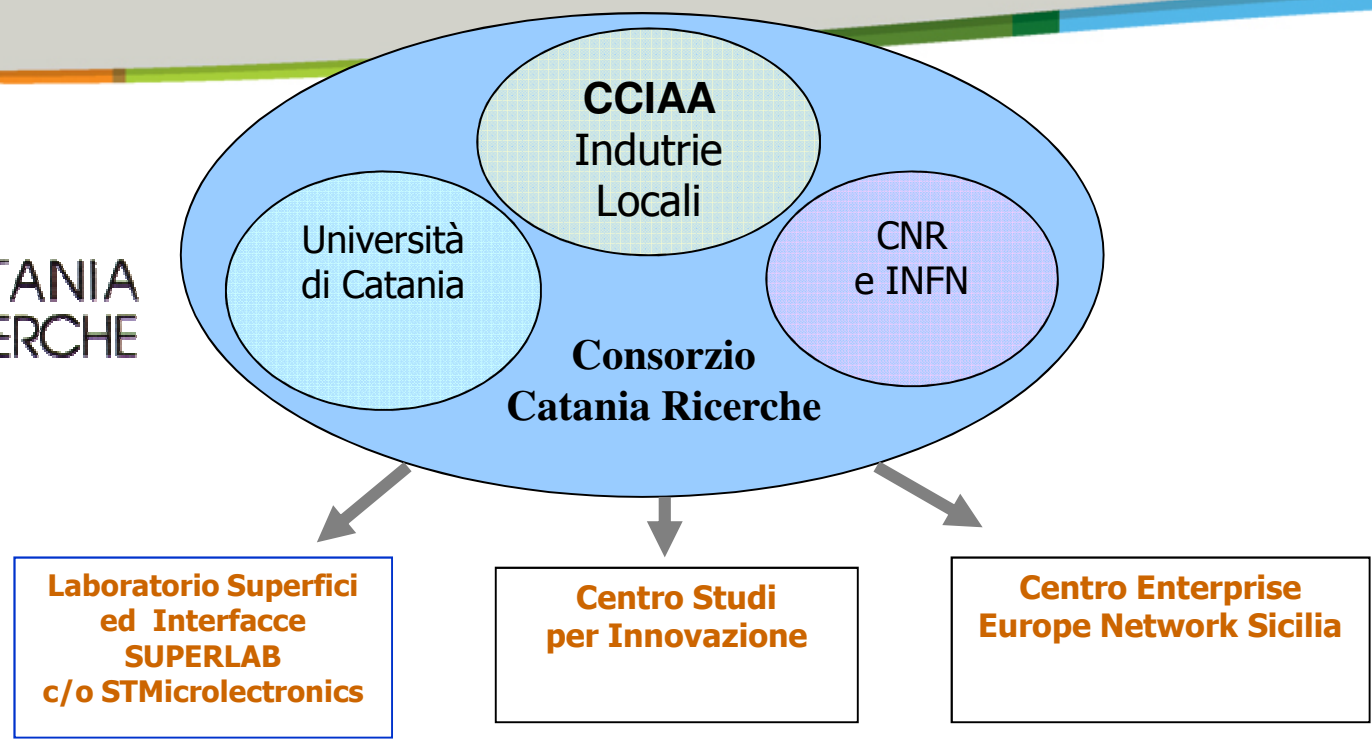 CCIAA
Indutrie
Locali
Università
di Catania
CNR
e INFN
TANIA
ERCHE
Consorzio
Catania Ricerche
Laboratorio Superfici
ed Interfacce
SUPERLAB
c/o STMicrolectronics
Centro Studi
per Innovazione
Centro Enterprise
Europe Network Sicilia